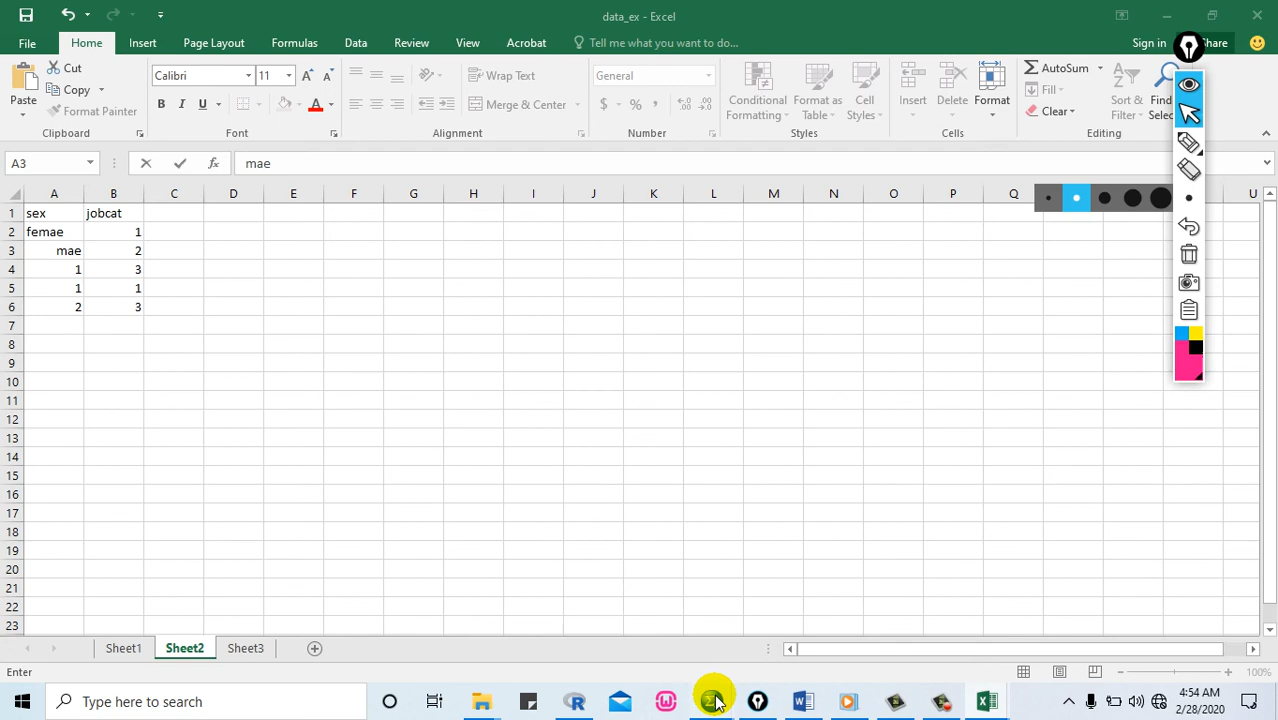 data_ex - Excel
File Home Insert Page Layout Formulas Data Review View Acrobat Tell me what you want to do... Sign in Share
Paste
Cut
Copy
Format Painter
Clipboard
Calibri 11
B I U
Font
Wrap Text
Merge & Center
Alignment
General
$ % ,
Number
Conditional Formatting
Format as Table
Cell Styles
Styles
Insert Delete Format
Cells
AutoSum
Fill
Clear
Sort & Filter
Find Selec
Editing
A3 fx mae
A B C D E F G H I J K L M N O P Q U
1 sex jobcat
2 femae 1
3 mae 2
4 1 3
5 1 1
6 2 3
7
8
9
10
11
12
13
14
15
16
17
18
19
20
21
22
23
Sheet1 Sheet2 Sheet3
Enter 100%
Type here to search
4:54 AM
2/28/2020